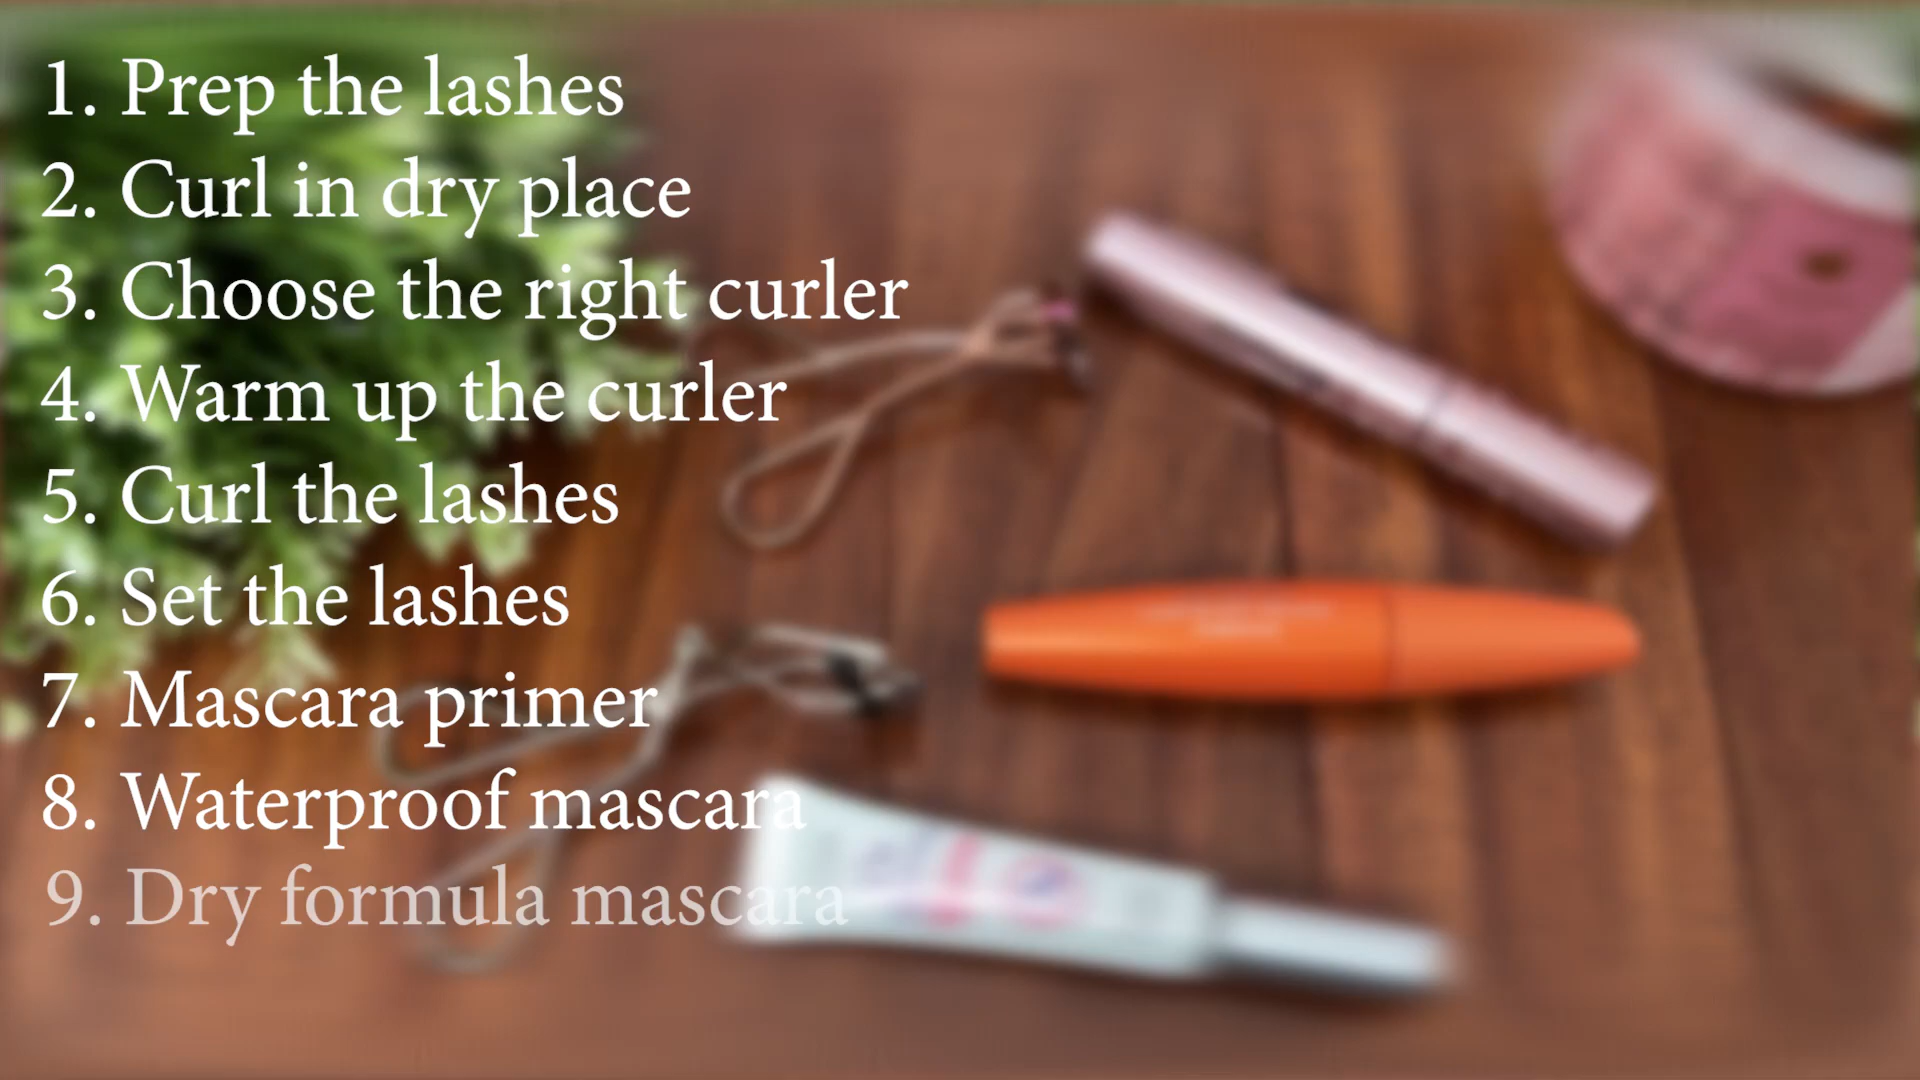 1. Prep the lashes
2. Curl in dry place
3. Choose the right curler
4. Warm up the curler
5. Curl the lashes
6. Set the lashes
7. Mascara primer
8. Waterproof mascara
9. Dry formula mascara